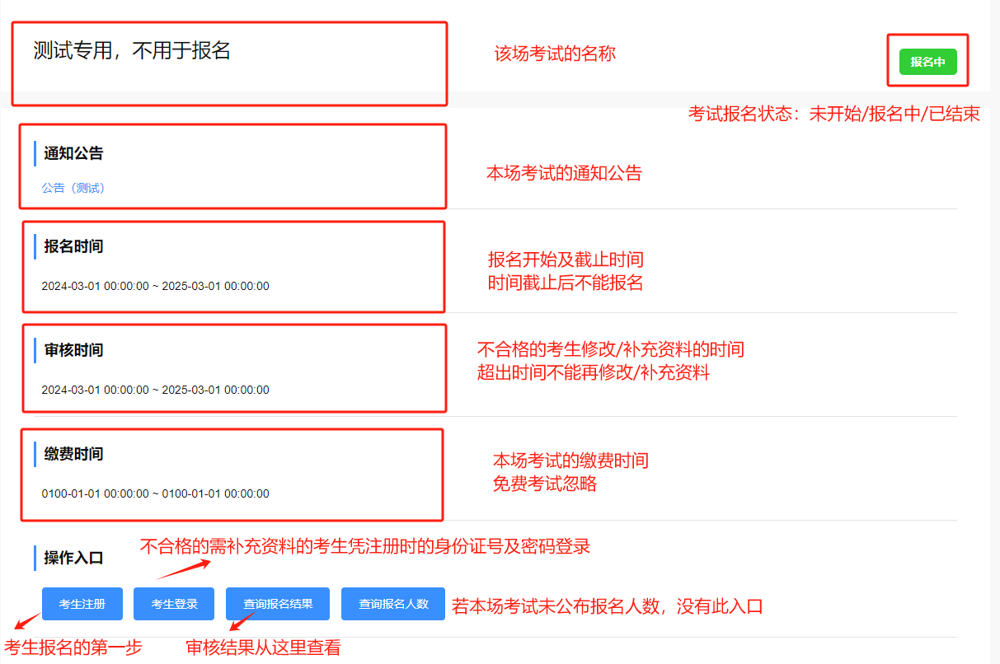 测试专用，不用于报名
该场考试的名称
报名中
考试报名状态：未开始/报名中/已结束
通知公告
公告（测试）
本场考试的通知公告
报名时间
2024-03-01 00:00:00 ~ 2025-03-01 00:00:00
报名开始及截止时间
时间截止后不能报名
审核时间
2024-03-01 00:00:00 ~ 2025-03-01 00:00:00
不合格的考生修改/补充资料的时间
超出时间不能再修改/补充资料
缴费时间
0100-01-01 00:00:00 ~ 0100-01-01 00:00:00
本场考试的缴费时间
免费考试忽略
操作入口
不合格的需补充资料的考生凭注册时的身份证号及密码登录
考生注册
考生登录
查询报名结果
查询报名人数
若本场考试未公布报名人数，没有此入口
考生报名的第一步
审核结果从这里查看